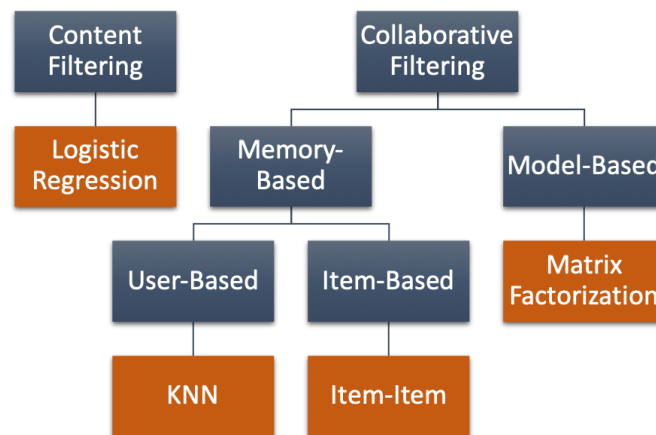 Content
Filtering
Collaborative
Filtering
Logistic
Regression
Memory-
Based
Model-Based
User-Based
Item-Based
Matrix
Factorization
KNN
Item-Item